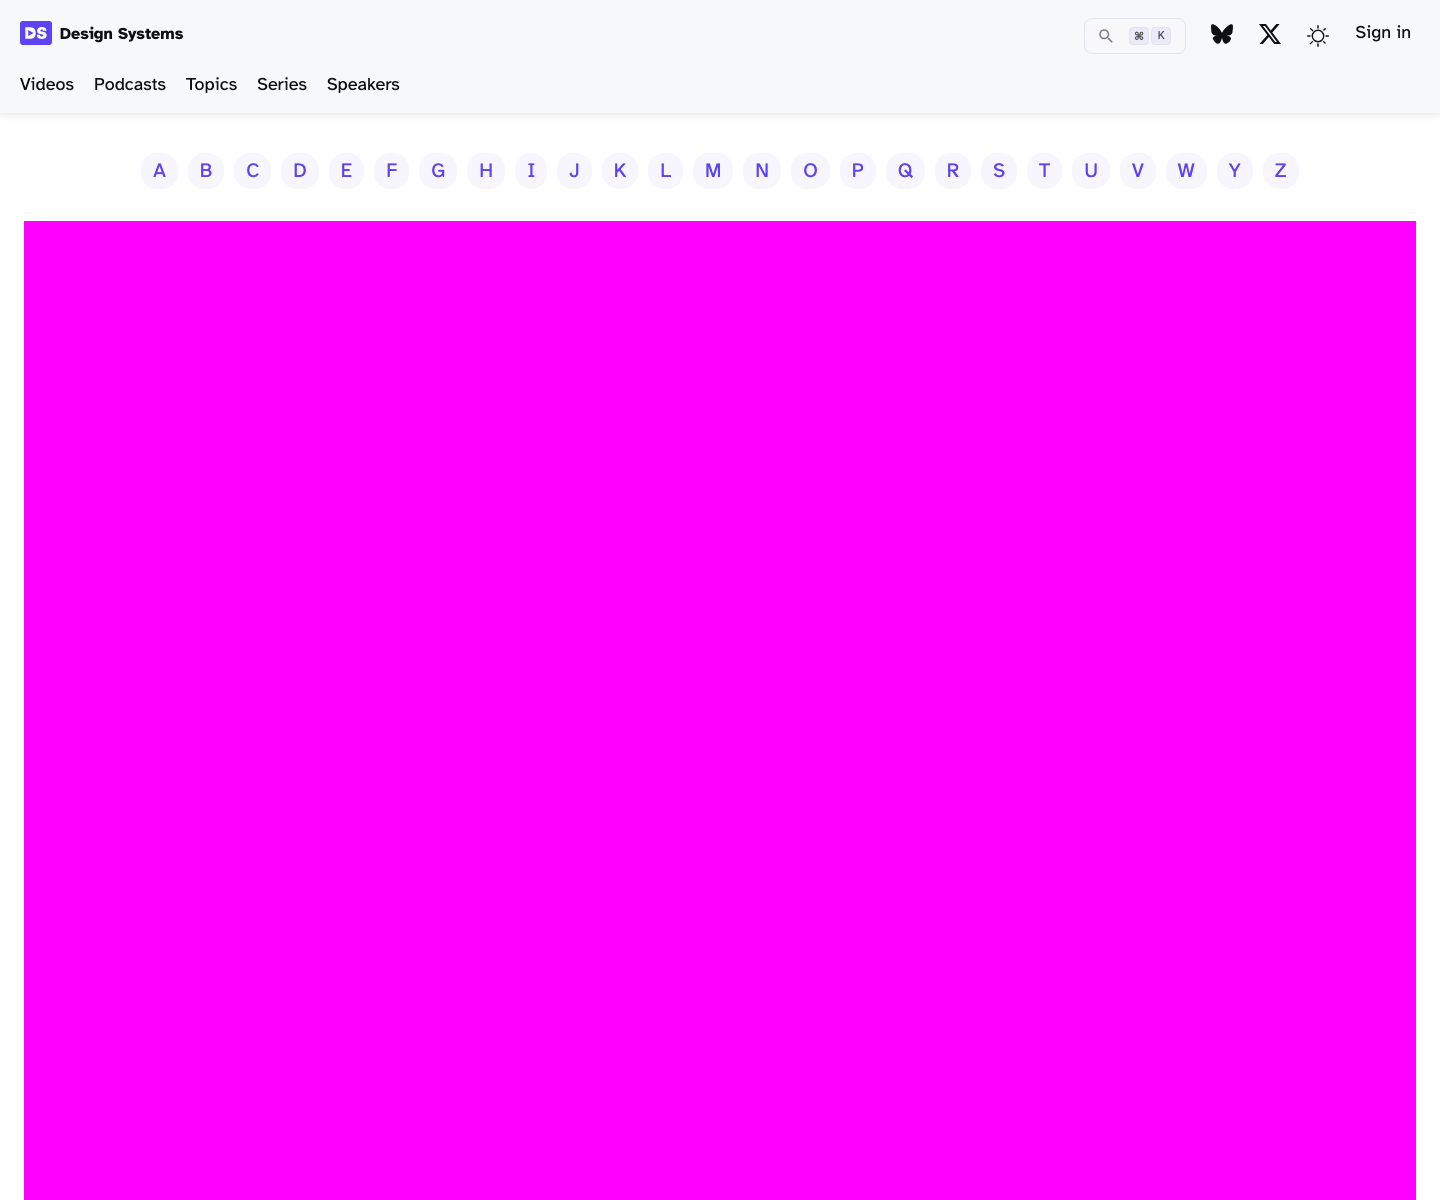 DS Design Systems
⌘ K
Sign in
Videos Podcasts Topics Series Speakers
A B C D E F G H I J K L M N O P Q R S T U V W Y Z